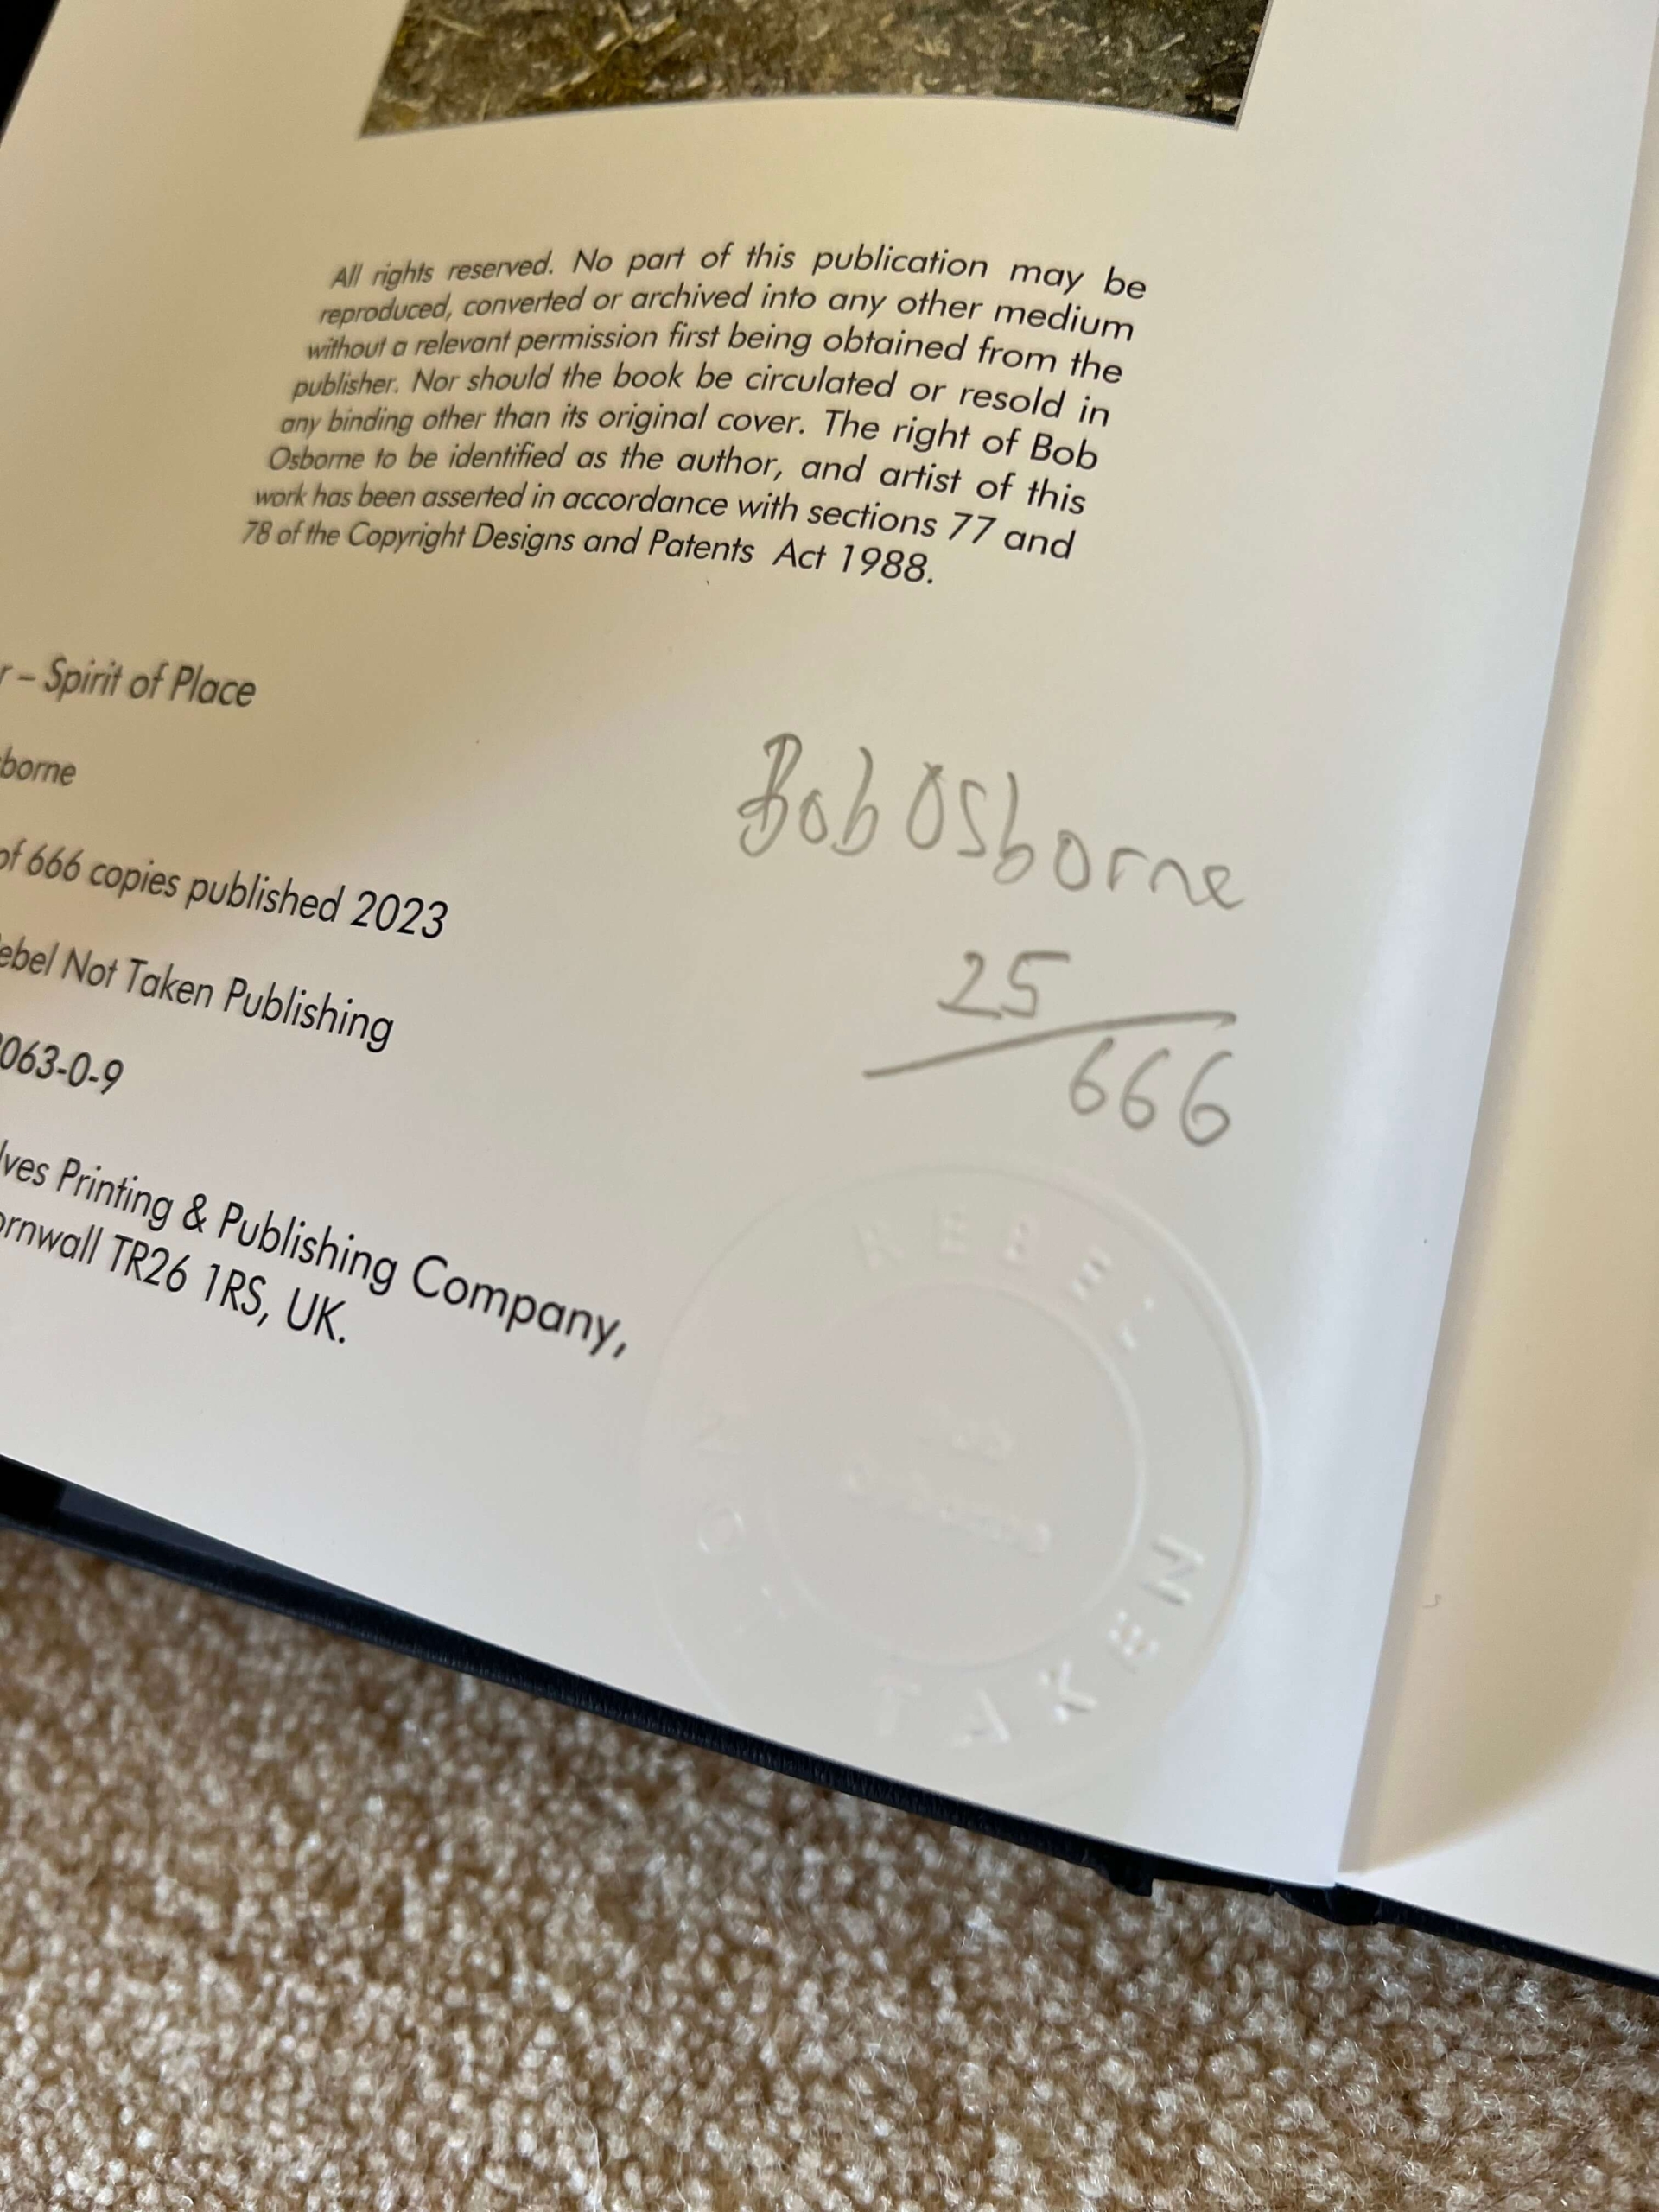 All rights reserved. No part of this publication may be
reproduced, converted or archived into any other medium
without a relevant permission first being obtained from the
publisher. Nor should the book be circulated or resold in
any binding other than its original cover. The right of Bob
Osborne to be identified as the author, and artist of this
work has been asserted in accordance with sections 77 and
78 of the Copyright Designs and Patents Act 1988.
– Spirit of Place
borne
of 666 copies published 2023
ebel Not Taken Publishing
063-0-9
Ives Printing & Publishing Company,
ornwall TR26 1RS, UK.
Bob Osborne
25/666
REBEL
NOT
TAKEN